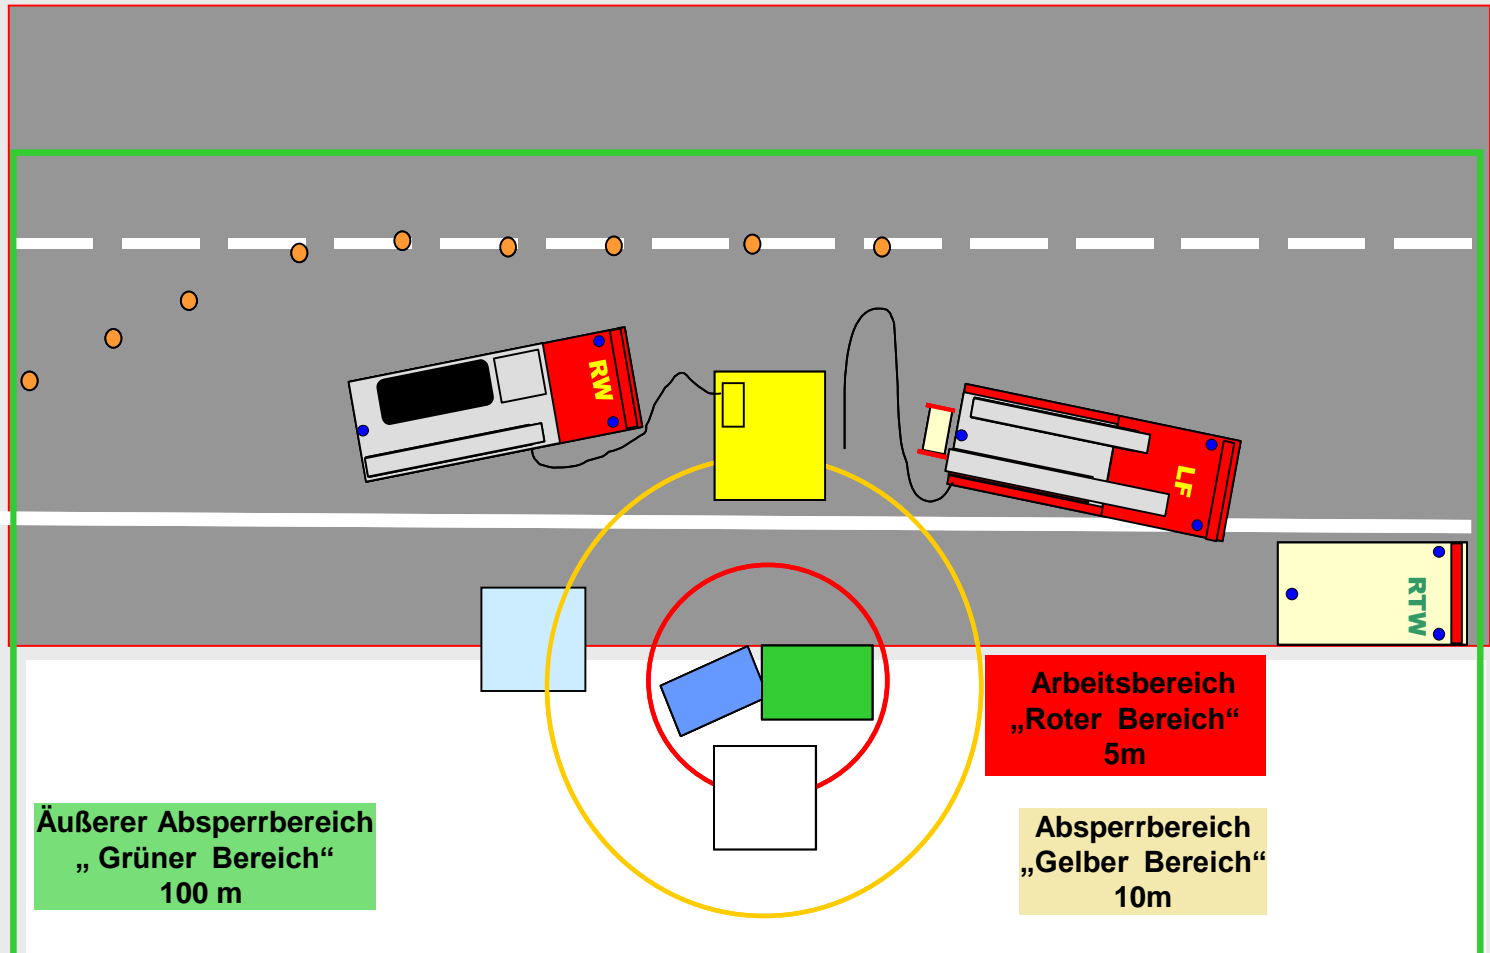 RW
LF
RTW
Arbeitsbereich
„Roter Bereich“
5m
Äußerer Absperrbereich
„ Grüner Bereich“
100 m
Absperrbereich
„Gelber Bereich“
10m